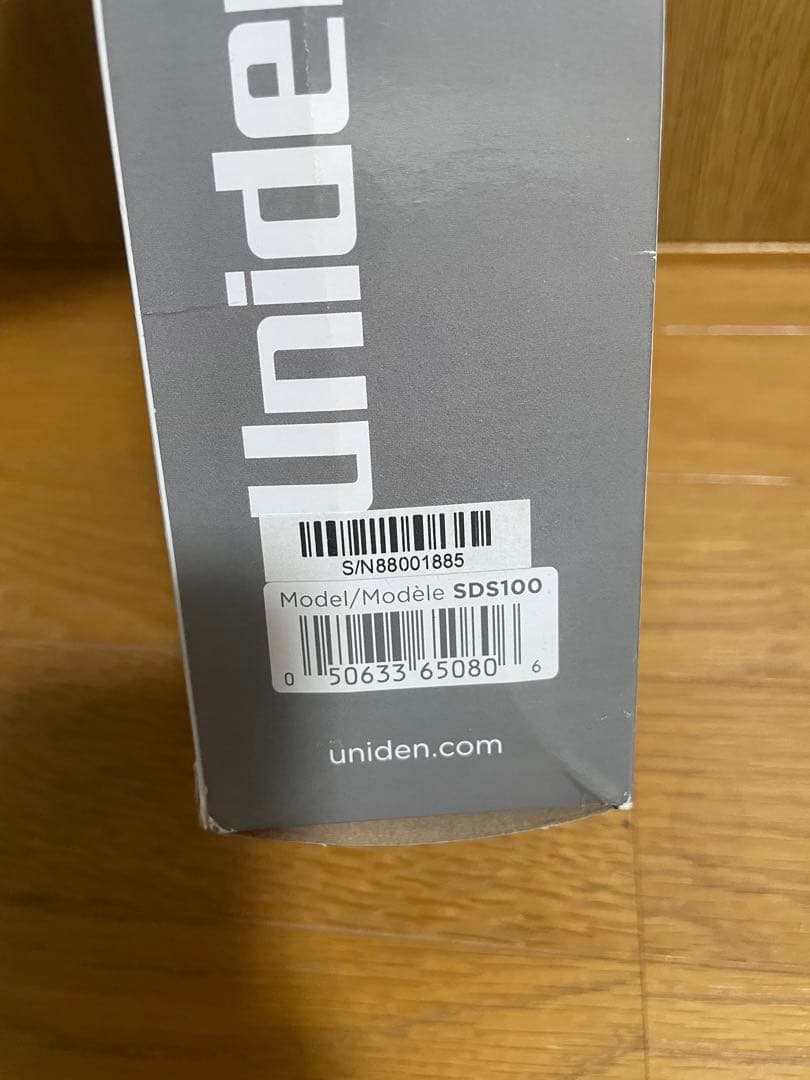 uniden
S/N88001885
Model/Modèle SDS100
0 50633 65080 6
uniden.com